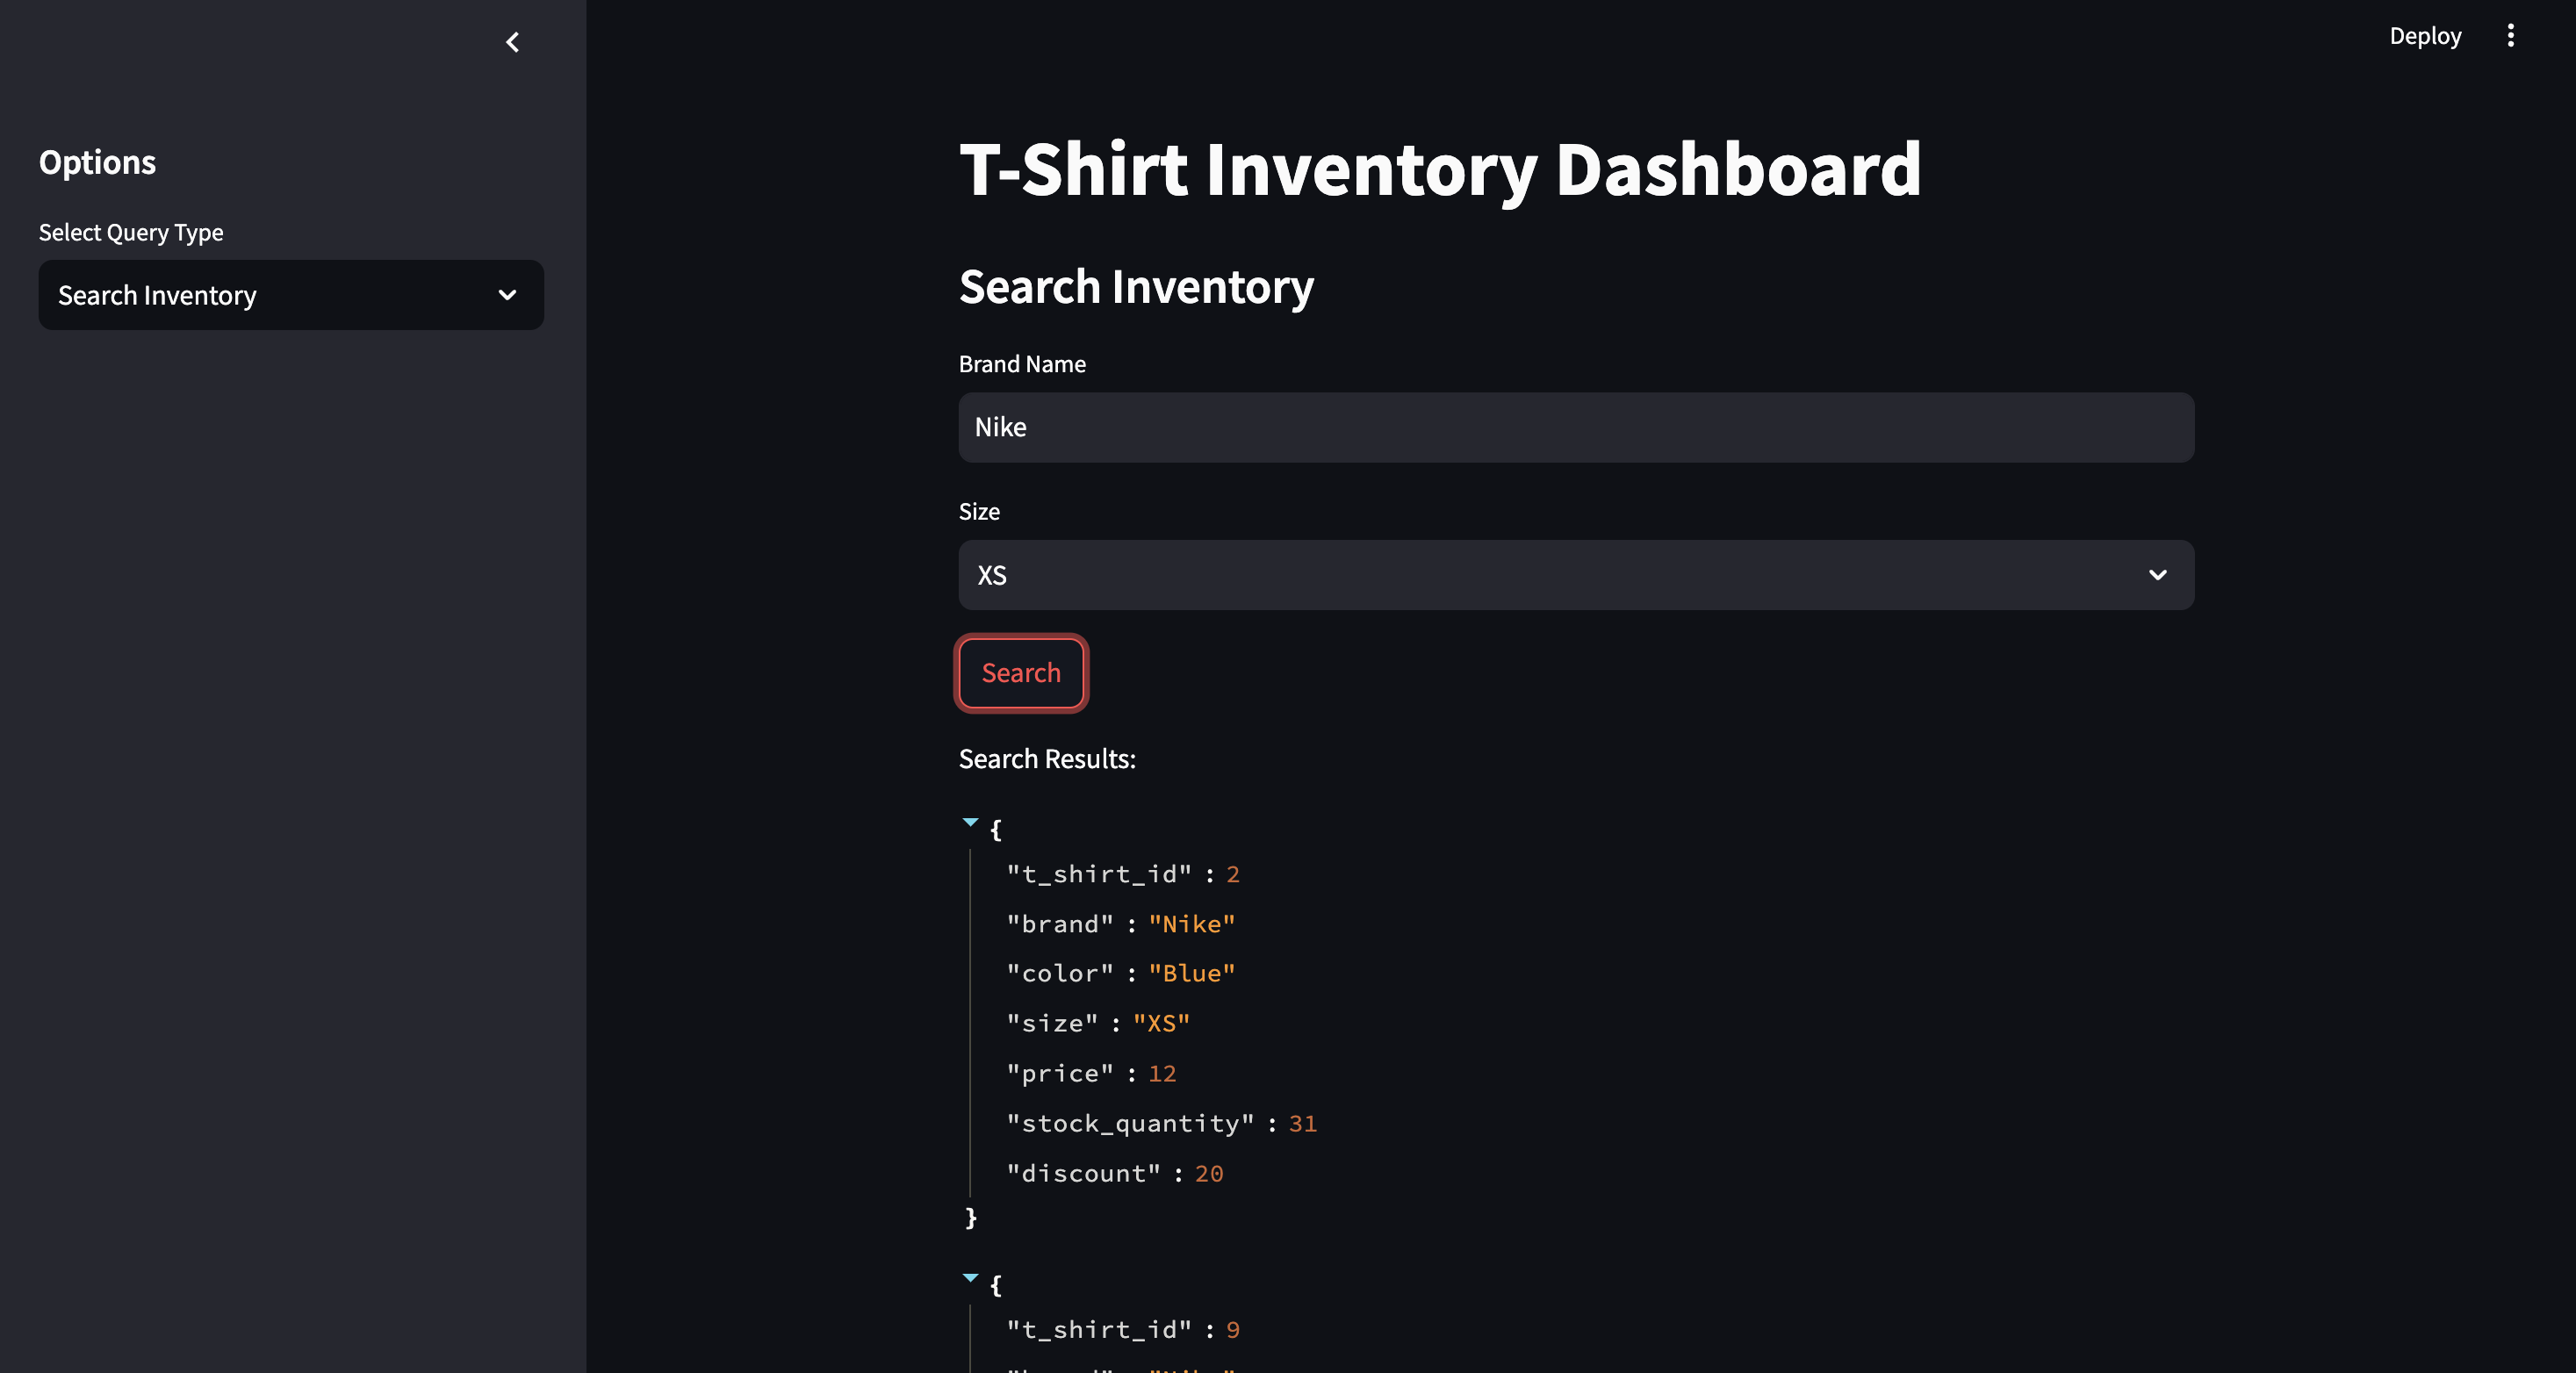 Deploy
Options
Select Query Type
Search Inventory
T-Shirt Inventory Dashboard
Search Inventory
Brand Name
Nike
Size
XS
Search
Search Results:
{
"t_shirt_id" : 2
"brand" : "Nike"
"color" : "Blue"
"size" : "XS"
"price" : 12
"stock_quantity" : 31
"discount" : 20
}
{
"t_shirt_id" : 9